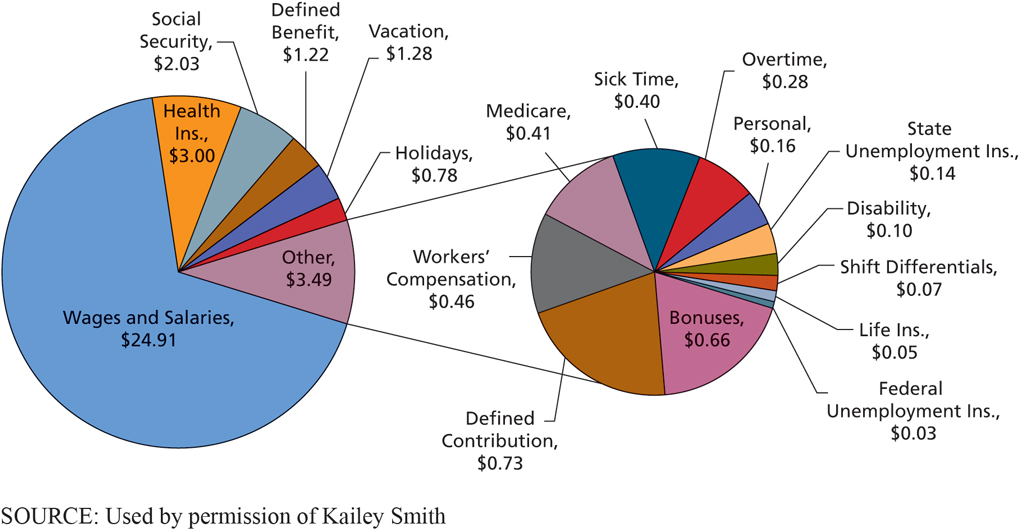 Social
Security,
$2.03
Defined
Benefit,
$1.22
Vacation,
$1.28
Health
Ins.,
$3.00
Holidays,
$0.78
Other,
$3.49
Wages and Salaries,
$24.91
Medicare,
$0.41
Sick Time,
$0.40
Overtime,
$0.28
Personal,
$0.16
State
Unemployment Ins.,
$0.14
Disability,
$0.10
Shift Differentials,
$0.07
Life Ins.,
$0.05
Federal
Unemployment Ins.,
$0.03
Bonuses,
$0.66
Defined
Contribution,
$0.73
Workers’
Compensation,
$0.46
SOURCE: Used by permission of Kailey Smith